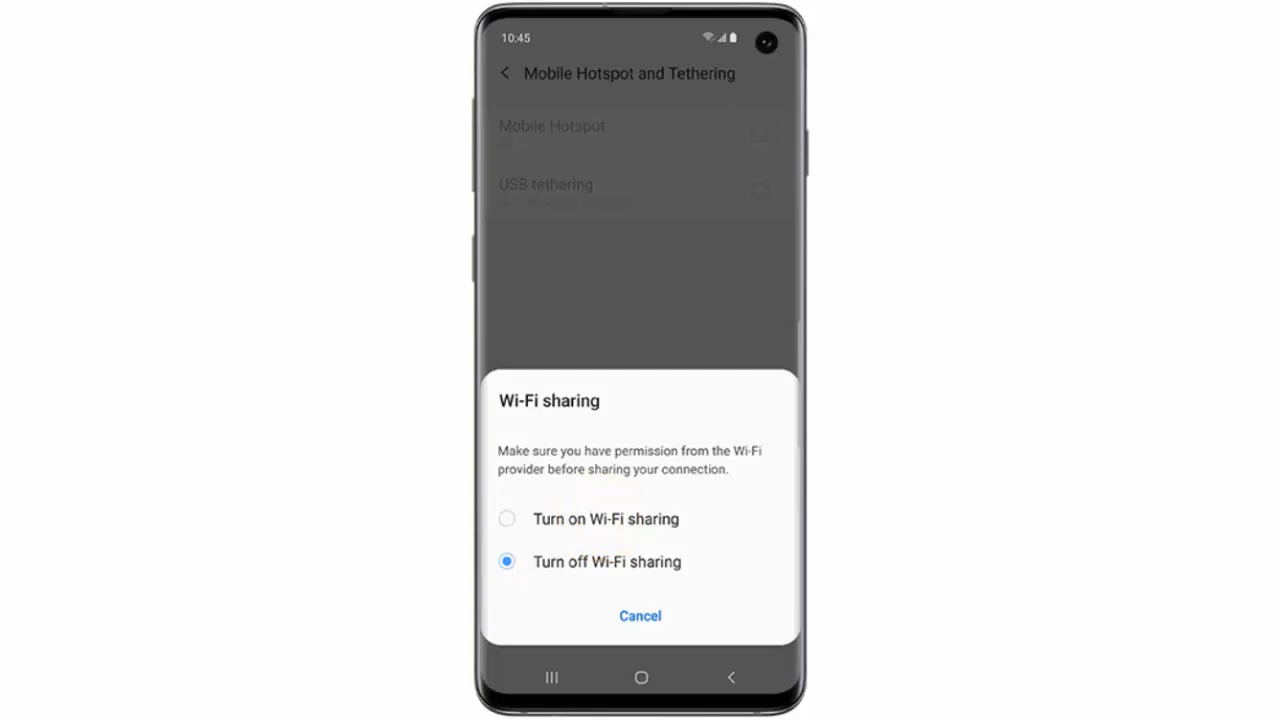 10:45
Mobile Hotspot and Tethering
Mobile Hotspot
USB tethering
Wi-Fi sharing
Make sure you have permission from the Wi-Fi
provider before sharing your connection.
Turn on Wi-Fi sharing
Turn off Wi-Fi sharing
Cancel